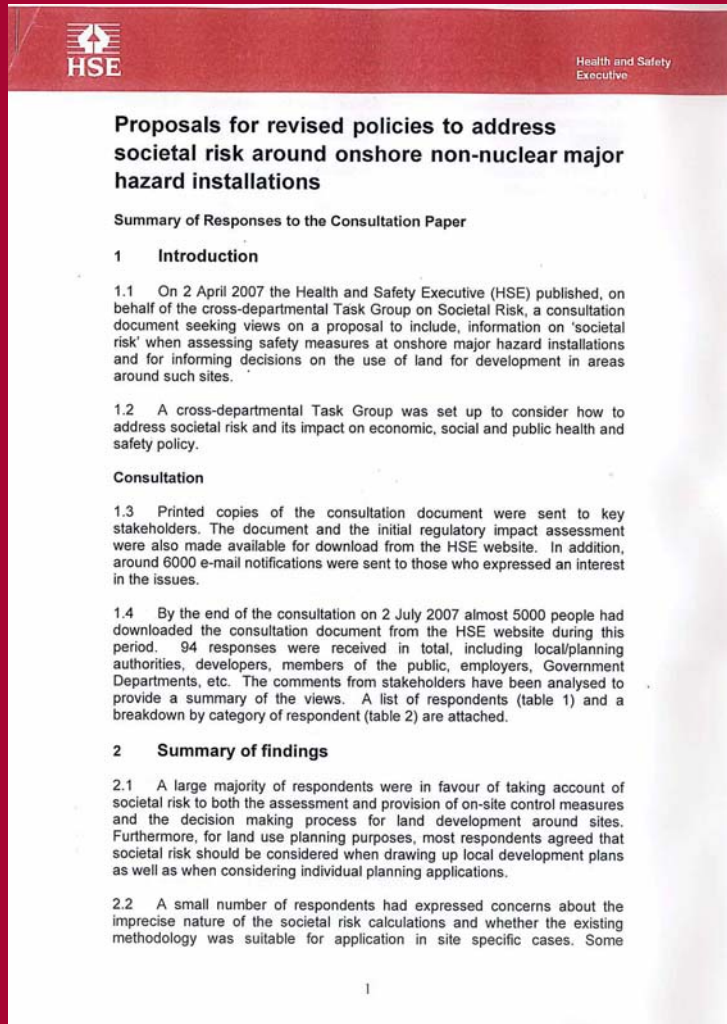 HSE
Health and Safety
Executive
Proposals for revised policies to address
societal risk around onshore non-nuclear major
hazard installations
Summary of Responses to the Consultation Paper
1 Introduction
1.1 On 2 April 2007 the Health and Safety Executive (HSE) published, on
behalf of the cross-departmental Task Group on Societal Risk, a consultation
document seeking views on a proposal to include, information on 'societal
risk' when assessing safety measures at onshore major hazard installations
and for informing decisions on the use of land for development in areas
around such sites.
1.2 A cross-departmental Task Group was set up to consider how to
address societal risk and its impact on economic, social and public health and
safety policy.
Consultation
1.3 Printed copies of the consultation document were sent to key
stakeholders. The document and the initial regulatory impact assessment
were also made available for download from the HSE website. In addition,
around 6000 e-mail notifications were sent to those who expressed an interest
in the issues.
1.4 By the end of the consultation on 2 July 2007 almost 5000 people had
downloaded the consultation document from the HSE website during this
period. 94 responses were received in total, including local/planning
authorities, developers, members of the public, employers, Government
Departments, etc. The comments from stakeholders have been analysed to
provide a summary of the views. A list of respondents (table 1) and a
breakdown by category of respondent (table 2) are attached.
2 Summary of findings
2.1 A large majority of respondents were in favour of taking account of
societal risk to both the assessment and provision of on-site control measures
and the decision making process for land development around sites.
Furthermore, for land use planning purposes, most respondents agreed that
societal risk should be considered when drawing up local development plans
as well as when considering individual planning applications.
2.2 A small number of respondents had expressed concerns about the
imprecise nature of the societal risk calculations and whether the existing
methodology was suitable for application in site specific cases. Some
1